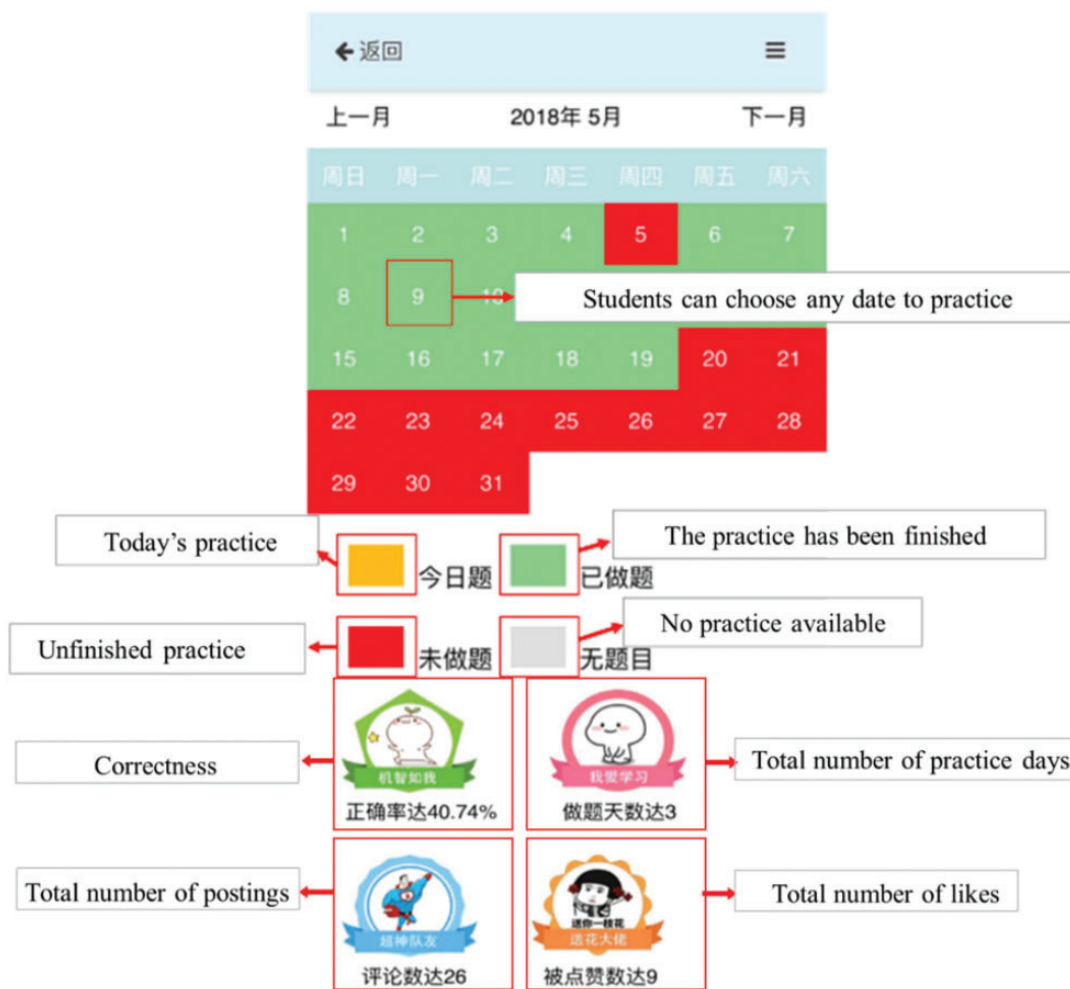 返回
上一月 2018年 5月 下一月
周日 周一 周二 周三 周四 周五 周六
1 2 3 4 5 6 7
8 9 10 Students can choose any date to practice
15 16 17 18 19 20 21
22 23 24 25 26 27 28
29 30 31
Today's practice
The practice has been finished
今日题 已做题
Unfinished practice
No practice available
未做题 无题目
Correctness
机智如我
正确率达40.74%
我爱学习
做题天数达3
Total number of practice days
Total number of postings
超神队友
评论数达26
送你一枝花
送花大佬
被点赞数达9
Total number of likes